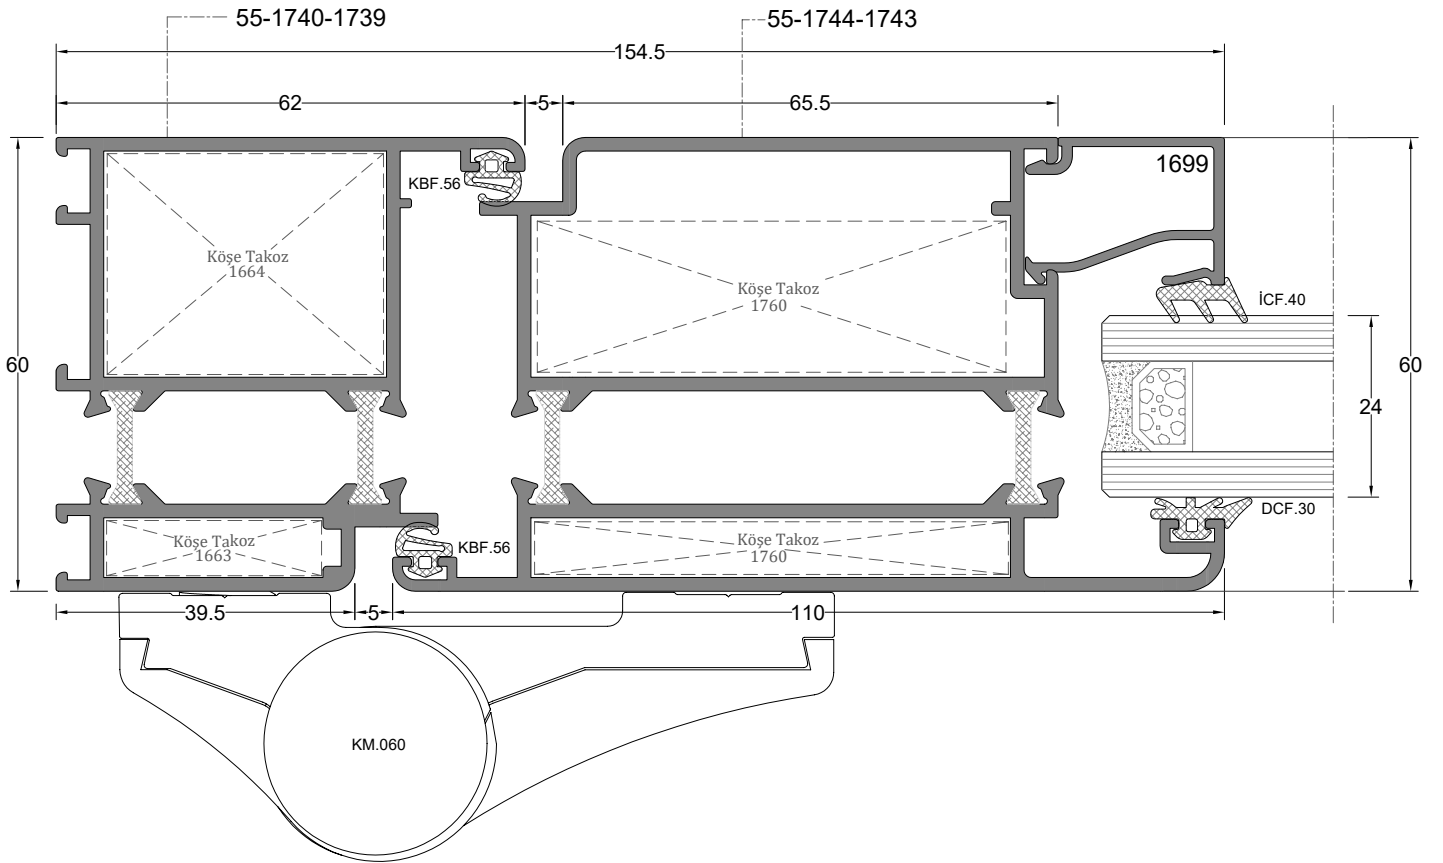 55-1740-1739
55-1744-1743
154.5
62
5
65.5
1699
KBF.56
Köşe Takoz
1664
Köşe Takoz
1760
İCF.40
60
60
24
DCF.30
Köşe Takoz
1663
KBF.56
Köşe Takoz
1760
39.5
5
110
KM.060